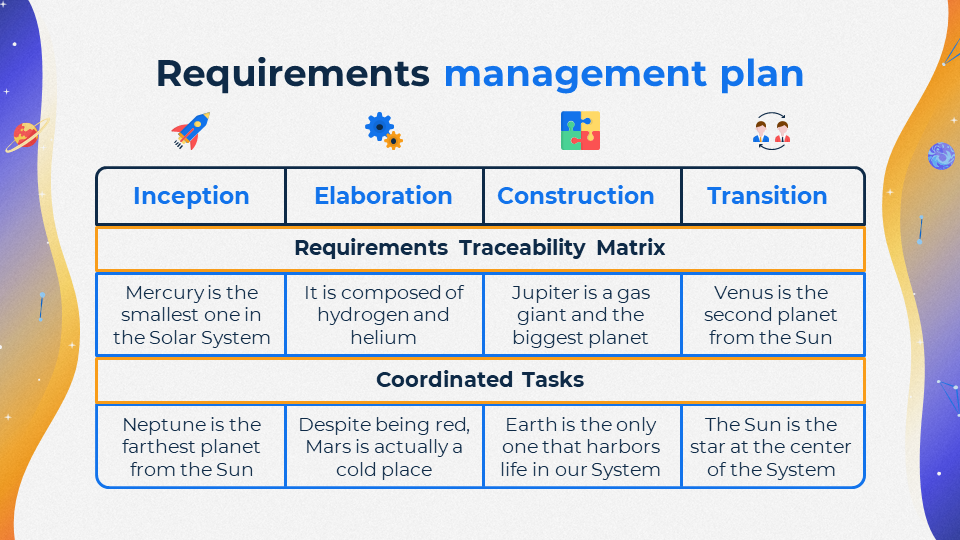 Requirements management plan
Inception Elaboration Construction Transition
Requirements Traceability Matrix
Mercury is the
smallest one in
the Solar System
It is composed of
hydrogen and
helium
Jupiter is a gas
giant and the
biggest planet
Venus is the
second planet
from the Sun
Coordinated Tasks
Neptune is the
farthest planet
from the Sun
Despite being red,
Mars is actually a
cold place
Earth is the only
one that harbors
life in our System
The Sun is the
star at the center
of the System